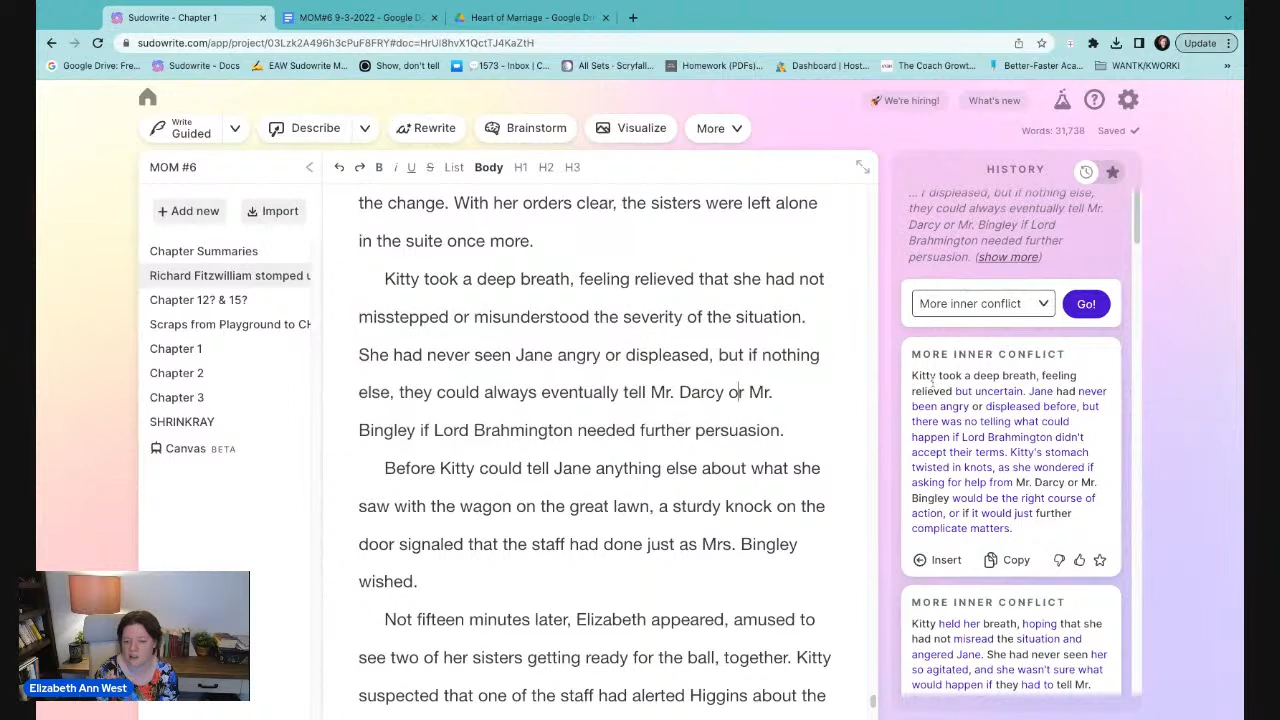 Sudowrite - Chapter 1
MOM#6 9-3-2022 - Google D
Heart of Marriage - Google Dr
sudowrite.com/app/project/03Lzk2A496h3cPuF8FRY#doc=HrUl8hvX1QctTJ4KaZtH
Update
Google Drive: Fre...
Sudowrite - Docs
EAW Sudowrite M...
Show, don't tell
1573 - Inbox | C...
All Sets · Scryfall...
Homework (PDFs)...
Dashboard | Host...
The Coach Growt...
Better-Faster Aca...
WANTK/KWORKI
We're hiring!
What's new
Write
Guided
Describe
Rewrite
Brainstorm
Visualize
More
Words: 31,738
Saved
MOM #6
B i U S List Body H1 H2 H3
HISTORY
+ Add new
Import
Chapter Summaries
Richard Fitzwilliam stomped u
Chapter 12? & 15?
Scraps from Playground to CH
Chapter 1
Chapter 2
Chapter 3
SHRINKRAY
Canvas BETA
the change. With her orders clear, the sisters were left alone
in the suite once more.
Kitty took a deep breath, feeling relieved that she had not
misstepped or misunderstood the severity of the situation.
She had never seen Jane angry or displeased, but if nothing
else, they could always eventually tell Mr. Darcy or Mr.
Bingley if Lord Brahmington needed further persuasion.
Before Kitty could tell Jane anything else about what she
saw with the wagon on the great lawn, a sturdy knock on the
door signaled that the staff had done just as Mrs. Bingley
wished.
Not fifteen minutes later, Elizabeth appeared, amused to
see two of her sisters getting ready for the ball, together. Kitty
suspected that one of the staff had alerted Higgins about the
displeased, but if nothing else,
they could always eventually tell Mr.
Darcy or Mr. Bingley if Lord
Brahmington needed further
persuasion. (show more)
More inner conflict
Go!
MORE INNER CONFLICT
Kitty took a deep breath, feeling
relieved but uncertain. Jane had never
been angry or displeased before, but
there was no telling what could
happen if Lord Brahmington didn't
accept their terms. Kitty's stomach
twisted in knots, as she wondered if
asking for help from Mr. Darcy or Mr.
Bingley would be the right course of
action, or if it would just further
complicate matters.
Insert
Copy
MORE INNER CONFLICT
Kitty held her breath, hoping that she
had not misread the situation and
angered Jane. She had never seen her
so agitated, and she wasn't sure what
would happen if they had to tell Mr.
Elizabeth Ann West